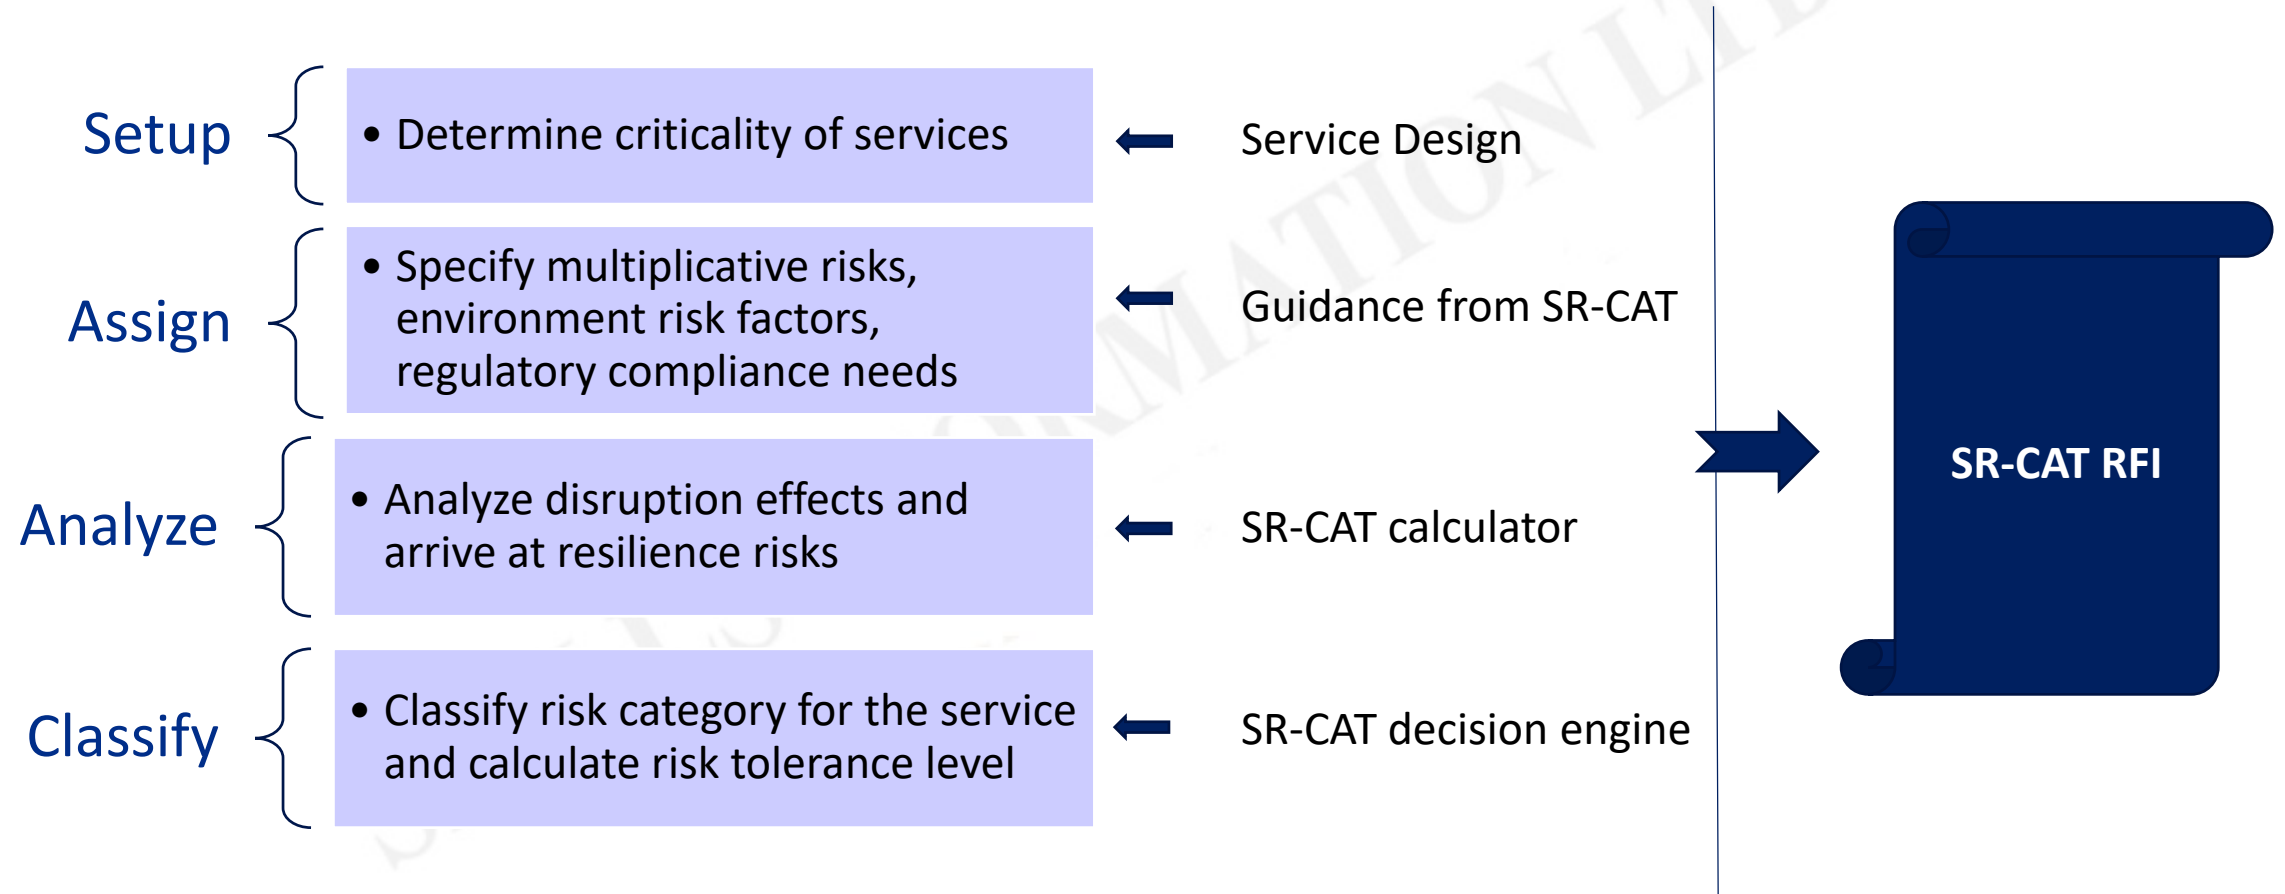 Setup
• Determine criticality of services
Service Design
Assign
• Specify multiplicative risks,
environment risk factors,
regulatory compliance needs
Guidance from SR-CAT
Analyze
• Analyze disruption effects and
arrive at resilience risks
SR-CAT calculator
Classify
• Classify risk category for the service
and calculate risk tolerance level
SR-CAT decision engine
SR-CAT RFI